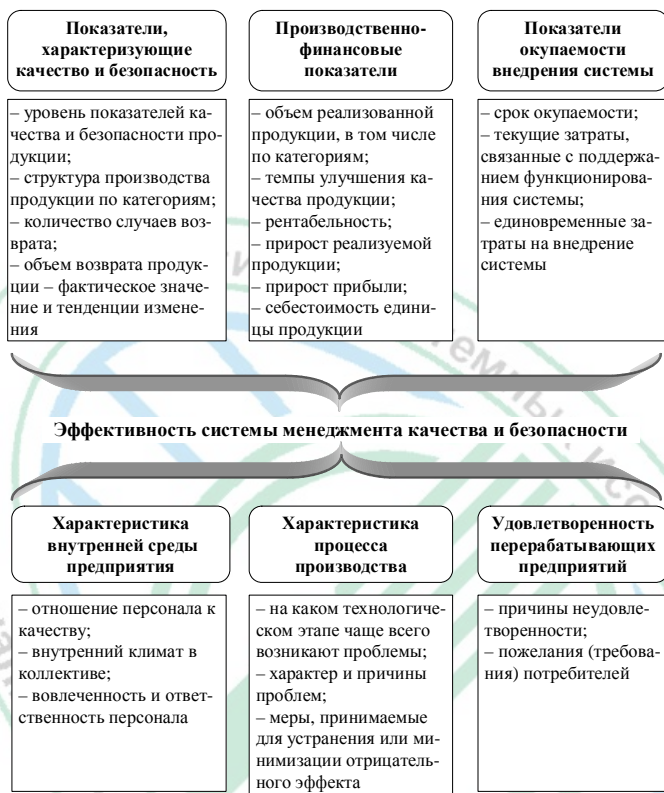 Показатели,
характеризующие
качество и безопасность
– уровень показателей ка-
чества и безопасности про-
дукции;
– структура производства
продукции по категориям;
– количество случаев воз-
врата;
– объем возврата продук-
ции – фактическое значе-
ние и тенденции измене-
ния
Производственно-
финансовые
показатели
– объем реализованной
продукции, в том числе
по категориям;
– темпы улучшения ка-
чества продукции;
– рентабельность;
– прирост реализуемой
продукции;
– прирост прибыли;
– себестоимость едини-
цы продукции
Показатели
окупаемости
внедрения системы
– срок окупаемости;
– текущие затраты,
связанные с поддержа-
нием функционирова-
ния системы;
– единовременные за-
траты на внедрение
системы
Эффективность системы менеджмента качества и безопасности
Характеристика
внутренней среды
предприятия
– отношение персонала к
качеству;
– внутренний климат в
коллективе;
– вовлеченность и ответ-
ственность персонала
Характеристика
процесса
производства
– на каком технологиче-
ском этапе чаще всего
возникают проблемы;
– характер и причины
проблем;
– меры, принимаемые
для устранения или ми-
нимизации отрицатель-
ного эффекта
Удовлетворенность
перерабатывающих
предприятий
– причины неудовле-
творенности;
– пожелания (требова-
ния) потребителей